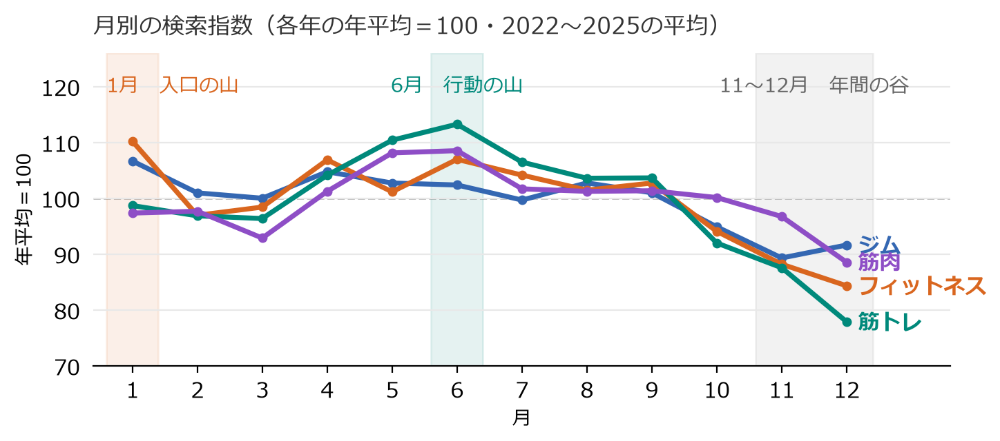 月別の検索指数（各年の年平均＝100・2022～2025の平均）
1月　入口の山
6月　行動の山
11～12月　年間の谷
年平均＝100
120
110
100
90
80
70
ジム
筋肉
フィットネス
筋トレ
1 2 3 4 5 6 7 8 9 10 11 12
月